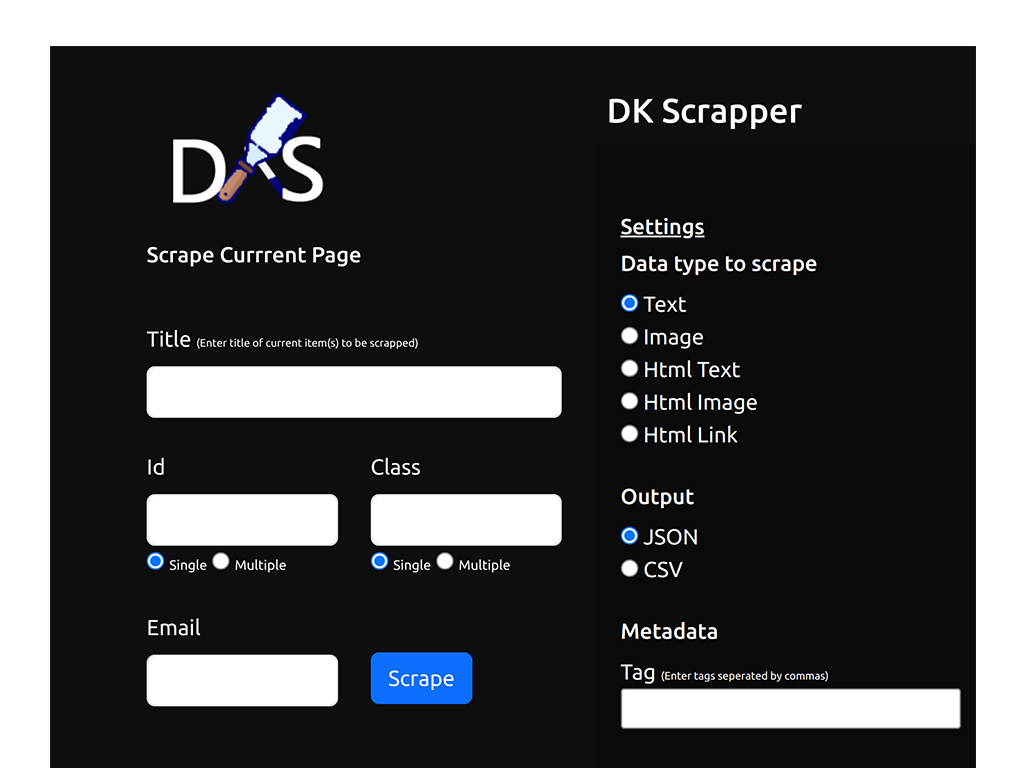 DKS
Scrape Currrent Page
Title (Enter title of current item(s) to be scrapped)
Id
Class
Single Multiple
Single Multiple
Email
Scrape
DK Scrapper
Settings
Data type to scrape
Text
Image
Html Text
Html Image
Html Link
Output
JSON
CSV
Metadata
Tag (Enter tags seperated by commas)